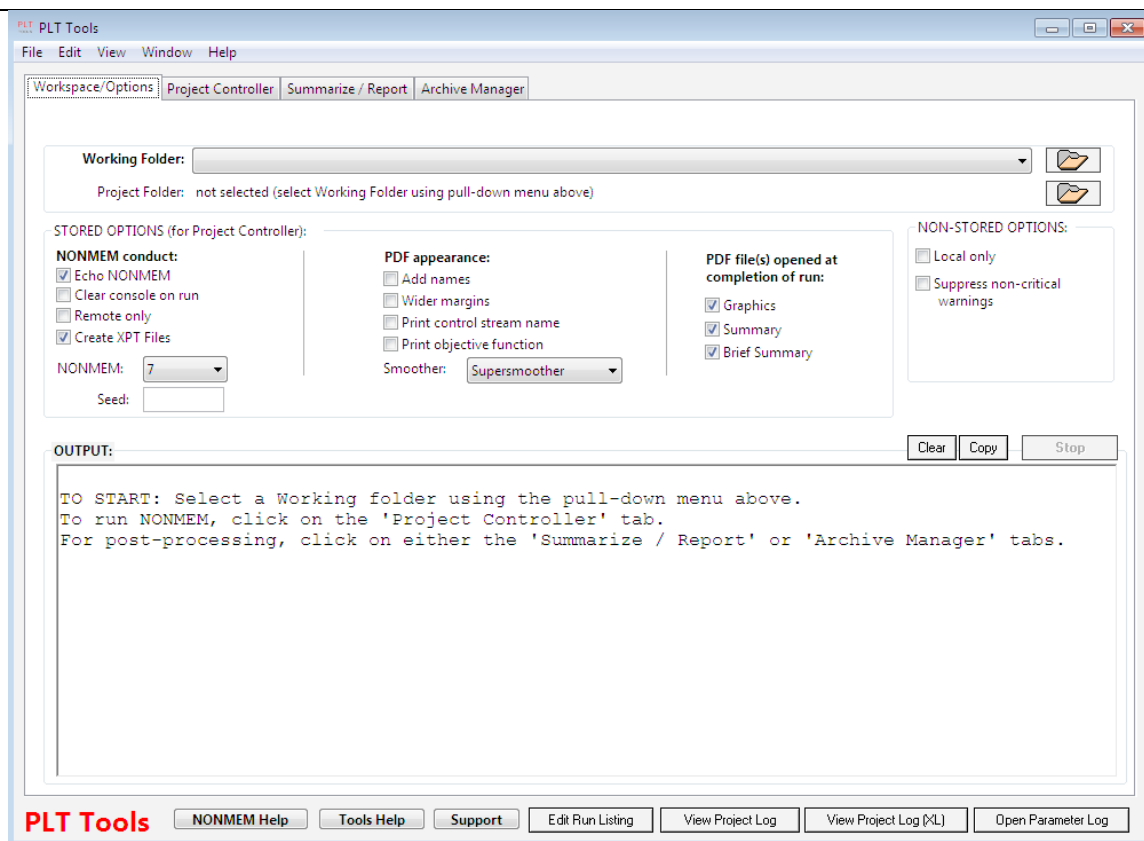 PLT Tools
File Edit View Window Help
Workspace/Options Project Controller Summarize / Report Archive Manager
Working Folder:
Project Folder: not selected (select Working Folder using pull-down menu above)
STORED OPTIONS (for Project Controller):
NONMEM conduct:
Echo NONMEM
Clear console on run
Remote only
Create XPT Files
NONMEM: 7
Seed:
PDF appearance:
Add names
Wider margins
Print control stream name
Print objective function
Smoother: Supersmoother
PDF file(s) opened at
completion of run:
Graphics
Summary
Brief Summary
NON-STORED OPTIONS:
Local only
Suppress non-critical
warnings
OUTPUT:
Clear Copy Stop
TO START: Select a Working folder using the pull-down menu above.
To run NONMEM, click on the 'Project Controller' tab.
For post-processing, click on either the 'Summarize / Report' or 'Archive Manager' tabs.
PLT Tools NONMEM Help Tools Help Support Edit Run Listing View Project Log View Project Log (XL) Open Parameter Log